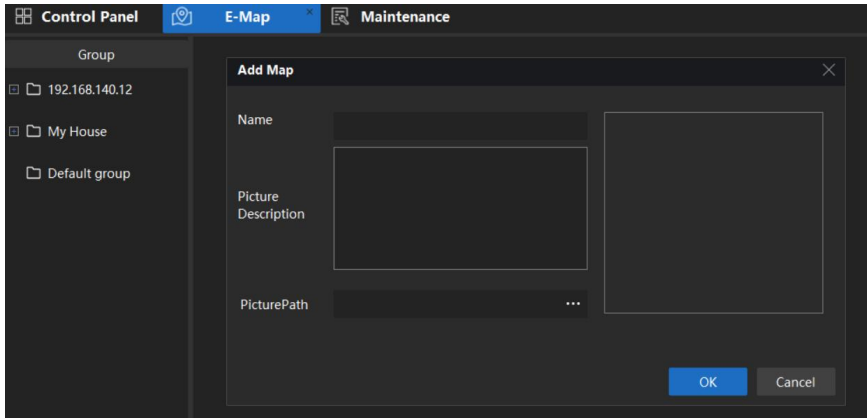 Control Panel
E-Map
Maintenance
Group
192.168.140.12
My House
Default group
Add Map
Name
Picture
Description
PicturePath
...
OK
Cancel